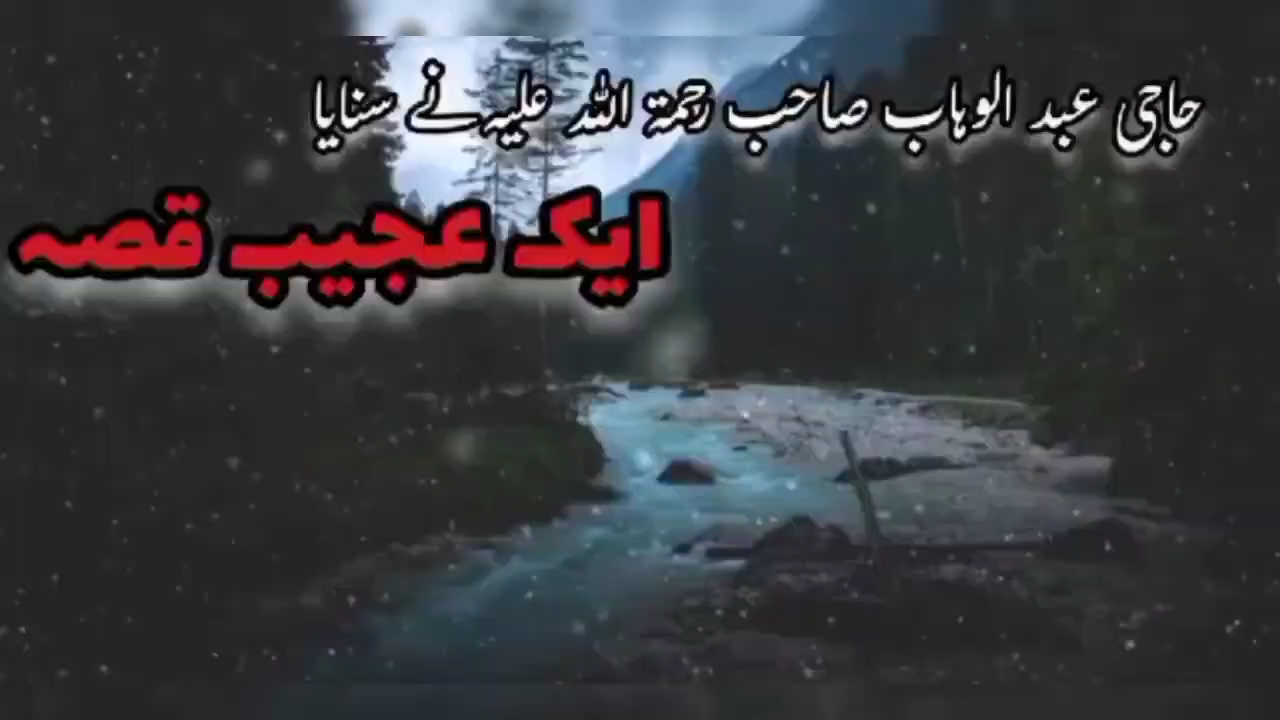 حاجی عبد الوہاب صاحب رحمۃ اللہ علیہ نے سنایا
ایک عجیب قصہ